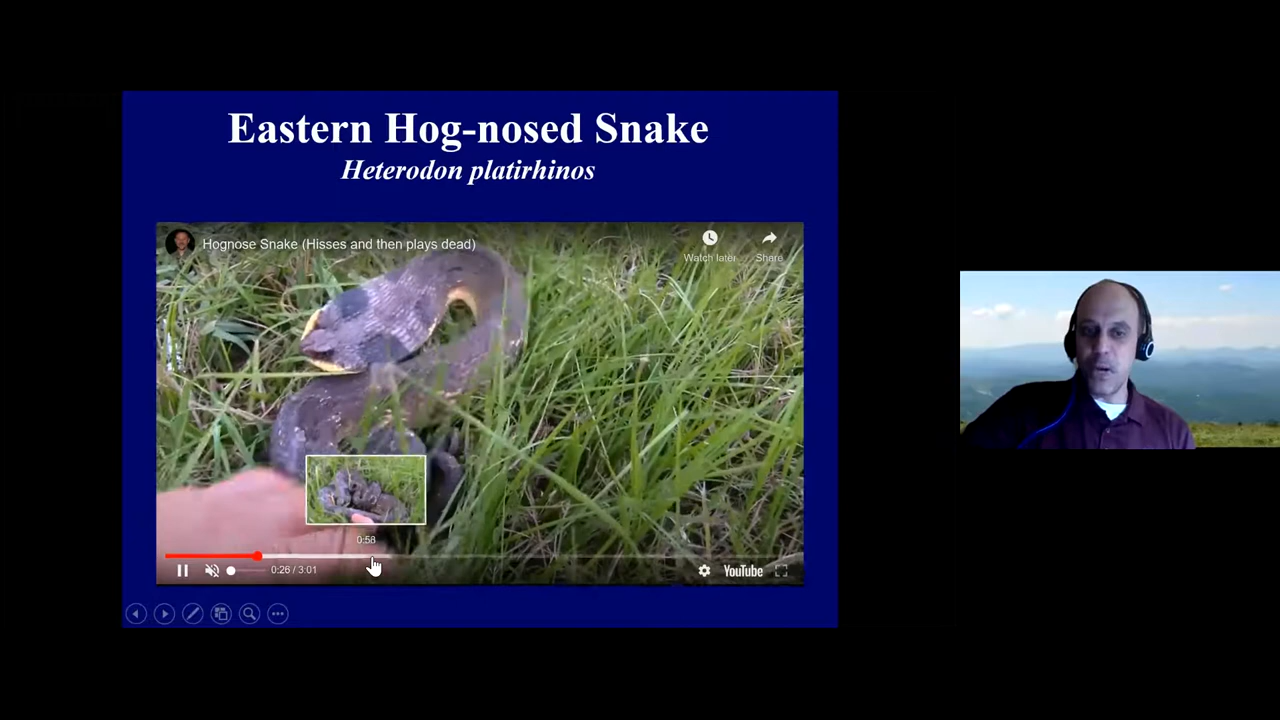 Eastern Hog-nosed Snake
Heterodon platirhinos
Hognose Snake (Hisses and then plays dead)
Watch later
Share
0:58
0:26 / 3:01
YouTube